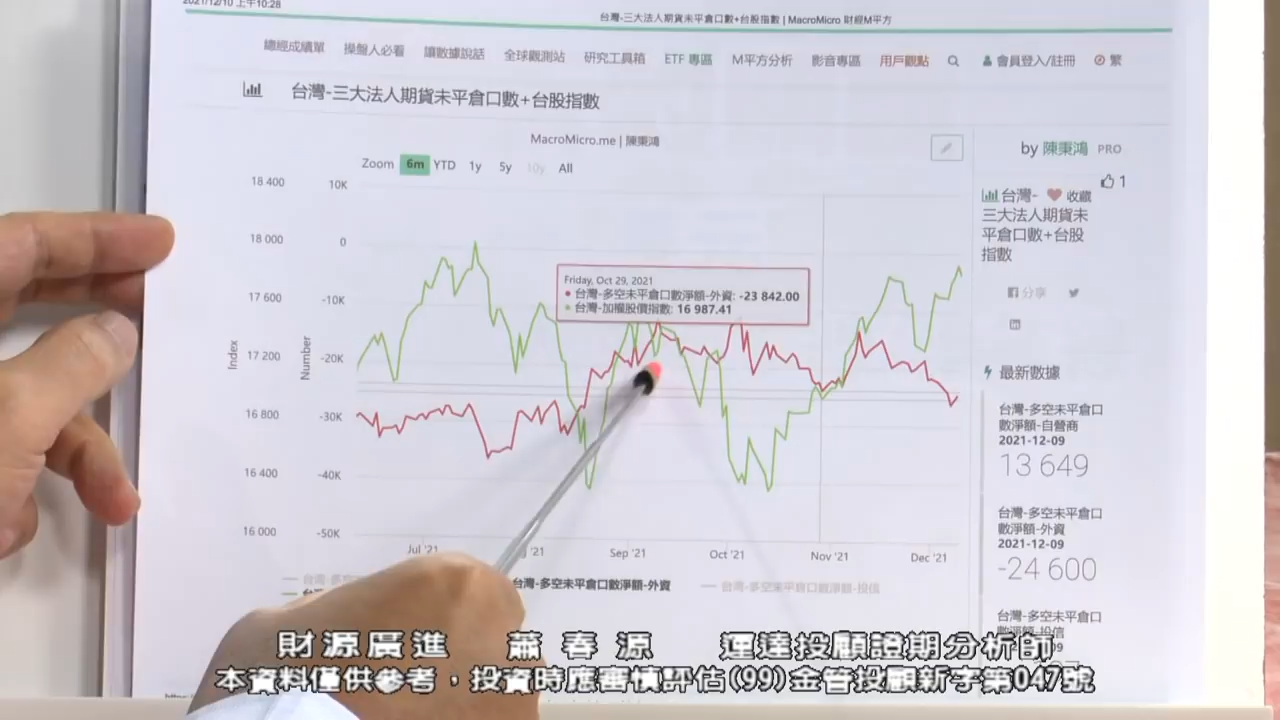 2021/12/10 上午10:28
台灣-三大法人期貨未平倉口數+台股指數 | MacroMicro 財經M平方
總經成績單 操盤人必看 讓數據說話 全球觀測站 研究工具箱 ETF 專區 M平方分析 影音專區 用戶觀點 會員登入/註冊 繁
台灣-三大法人期貨未平倉口數+台股指數
MacroMicro.me | 陳秉鴻
Zoom 6m YTD 1y 5y 10y All
by 陳秉鴻 PRO
1
台灣- 收藏
三大法人期貨未
平倉口數+台股
指數
分享
18 400
18 000
17 600
17 200
16 800
16 400
16 000
Index
10K
0
-10K
-20K
-30K
-40K
-50K
Number
Friday, Oct 29, 2021
台灣-多空未平倉口數淨額-外資: -23 842.00
台灣-加權股價指數: 16 987.41
Jul '21
'21
Sep '21
Oct '21
Nov '21
Dec '21
台灣-多空未平倉口數淨額-外資
台灣-多空未平倉口數淨額-投信
最新數據
台灣-多空未平倉口
數淨額-自營商
2021-12-09
13 649
台灣-多空未平倉口
數淨額-外資
2021-12-09
-24 600
台灣-多空未平倉口
財源廣進 蕭春源 運達投顧證期分析師
本資料僅供參考，投資時應審慎評估(99)金管投顧新字第047號